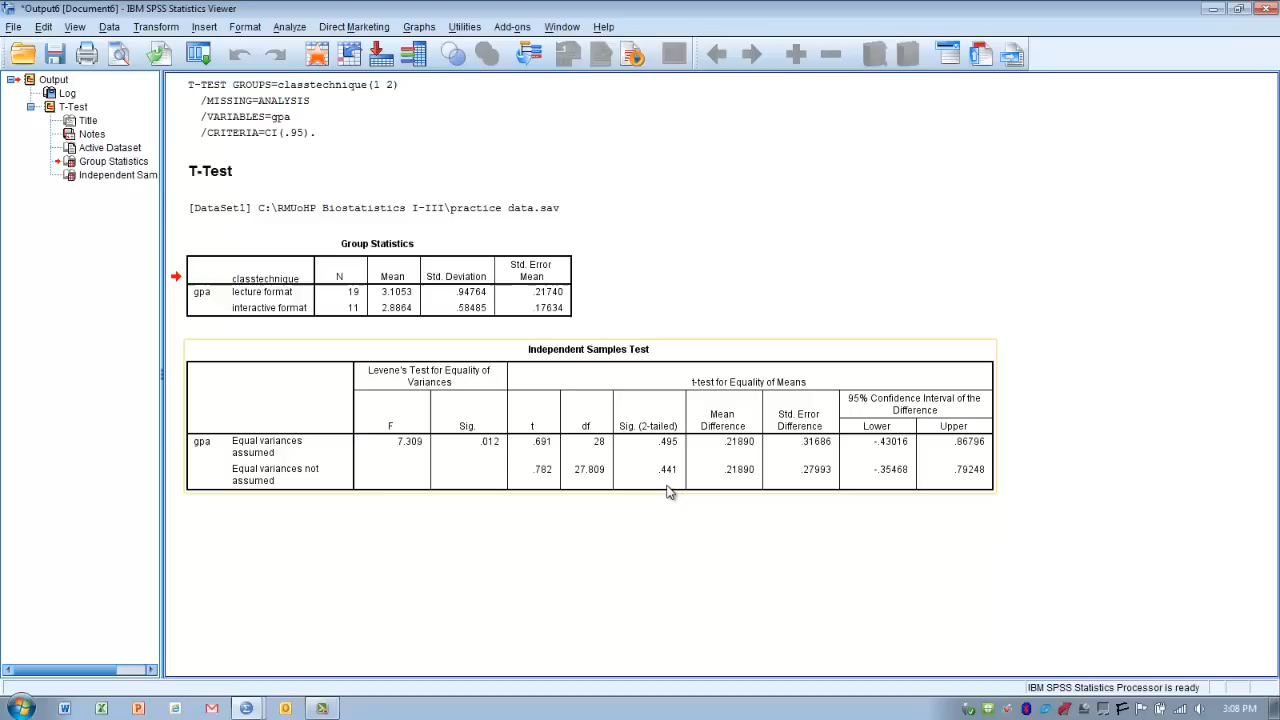 *Output6 [Document6] - IBM SPSS Statistics Viewer
File Edit View Data Transform Insert Format Analyze Direct Marketing Graphs Utilities Add-ons Window Help
Output
Log
T-Test
Title
Notes
Active Dataset
Group Statistics
Independent Sam
T-TEST GROUPS=classtechnique(1 2)
/MISSING=ANALYSIS
/VARIABLES=gpa
/CRITERIA=CI(.95).
T-Test
[DataSet1] C:\RMUoHP Biostatistics I-III\practice data.sav
Group Statistics
classtechnique N Mean Std. Deviation Std. Error Mean
gpa lecture format 19 3.1053 .94764 .21740
interactive format 11 2.8864 .58485 .17634
Independent Samples Test
Levene's Test for Equality of Variances
t-test for Equality of Means
95% Confidence Interval of the Difference
F Sig. t df Sig. (2-tailed) Mean Difference Std. Error Difference Lower Upper
gpa Equal variances assumed 7.309 .012 .691 28 .495 .21890 .31686 -.43016 .86796
Equal variances not assumed .782 27.809 .441 .21890 .27993 -.35468 .79248
IBM SPSS Statistics Processor is ready
3:08 PM